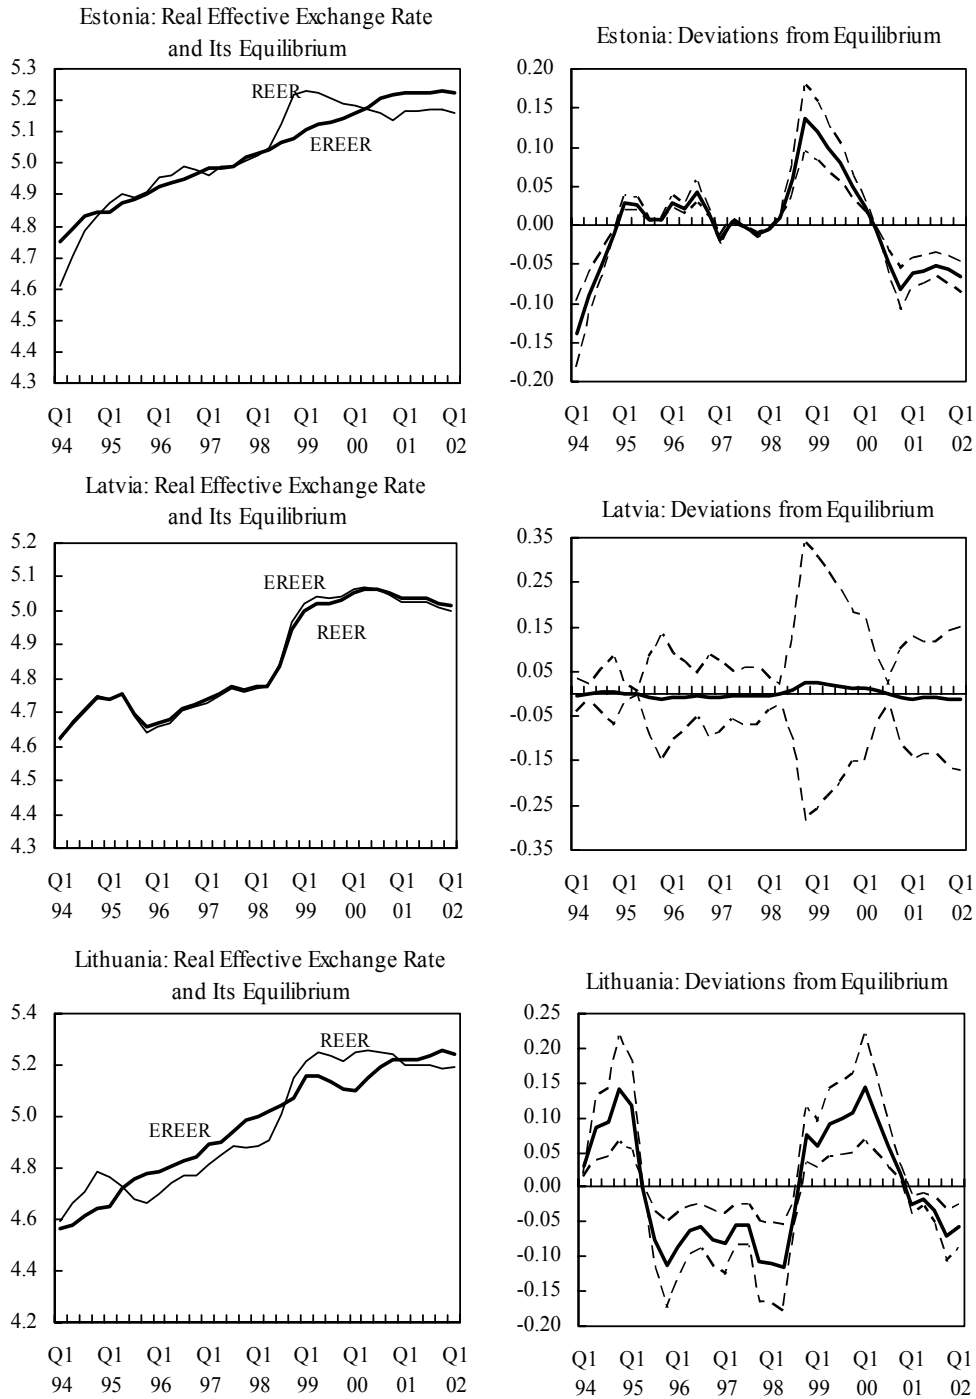 Estonia: Real Effective Exchange Rate
and Its Equilibrium
5.3
5.2
5.1
5.0
4.9
4.8
4.7
4.6
4.5
4.4
4.3
REER
EREER
Q1 Q1 Q1 Q1 Q1 Q1 Q1 Q1 Q1
94 95 96 97 98 99 00 01 02
Estonia: Deviations from Equilibrium
0.20
0.15
0.10
0.05
0.00
-0.05
-0.10
-0.15
-0.20
Q1 Q1 Q1 Q1 Q1 Q1 Q1 Q1 Q1
94 95 96 97 98 99 00 01 02
Latvia: Real Effective Exchange Rate
and Its Equilibrium
5.2
5.1
5.0
4.9
4.8
4.7
4.6
4.5
4.4
4.3
EREER
REER
Q1 Q1 Q1 Q1 Q1 Q1 Q1 Q1 Q1
94 95 96 97 98 99 00 01 02
Latvia: Deviations from Equilibrium
0.35
0.25
0.15
0.05
-0.05
-0.15
-0.25
-0.35
Q1 Q1 Q1 Q1 Q1 Q1 Q1 Q1 Q1
94 95 96 97 98 99 00 01 02
Lithuania: Real Effective Exchange Rate
and Its Equilibrium
5.4
5.2
5.0
4.8
4.6
4.4
4.2
REER
EREER
Q1 Q1 Q1 Q1 Q1 Q1 Q1 Q1 Q1
94 95 96 97 98 99 00 01 02
Lithuania: Deviations from Equilibrium
0.25
0.20
0.15
0.10
0.05
0.00
-0.05
-0.10
-0.15
-0.20
Q1 Q1 Q1 Q1 Q1 Q1 Q1 Q1 Q1
94 95 96 97 98 99 00 01 02